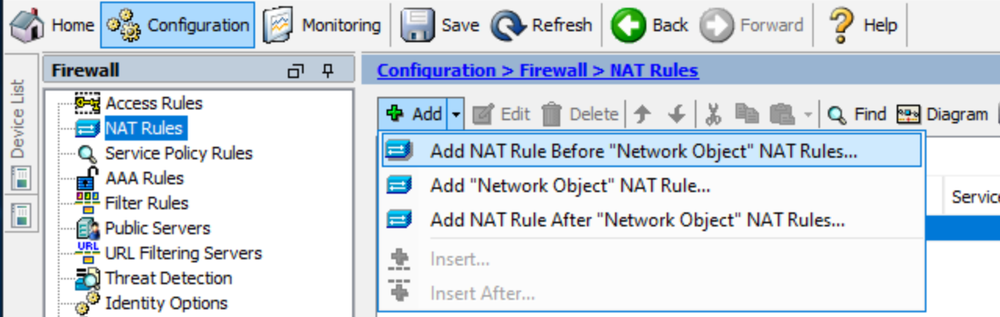 Home Configuration Monitoring Save Refresh Back Forward Help
Device List
Firewall
Access Rules
NAT Rules
Service Policy Rules
AAA Rules
Filter Rules
Public Servers
URL Filtering Servers
Threat Detection
Identity Options
Configuration > Firewall > NAT Rules
Add Edit Delete Find Diagram
Add NAT Rule Before "Network Object" NAT Rules...
Add "Network Object" NAT Rule...
Add NAT Rule After "Network Object" NAT Rules...
Insert...
Insert After...
Service